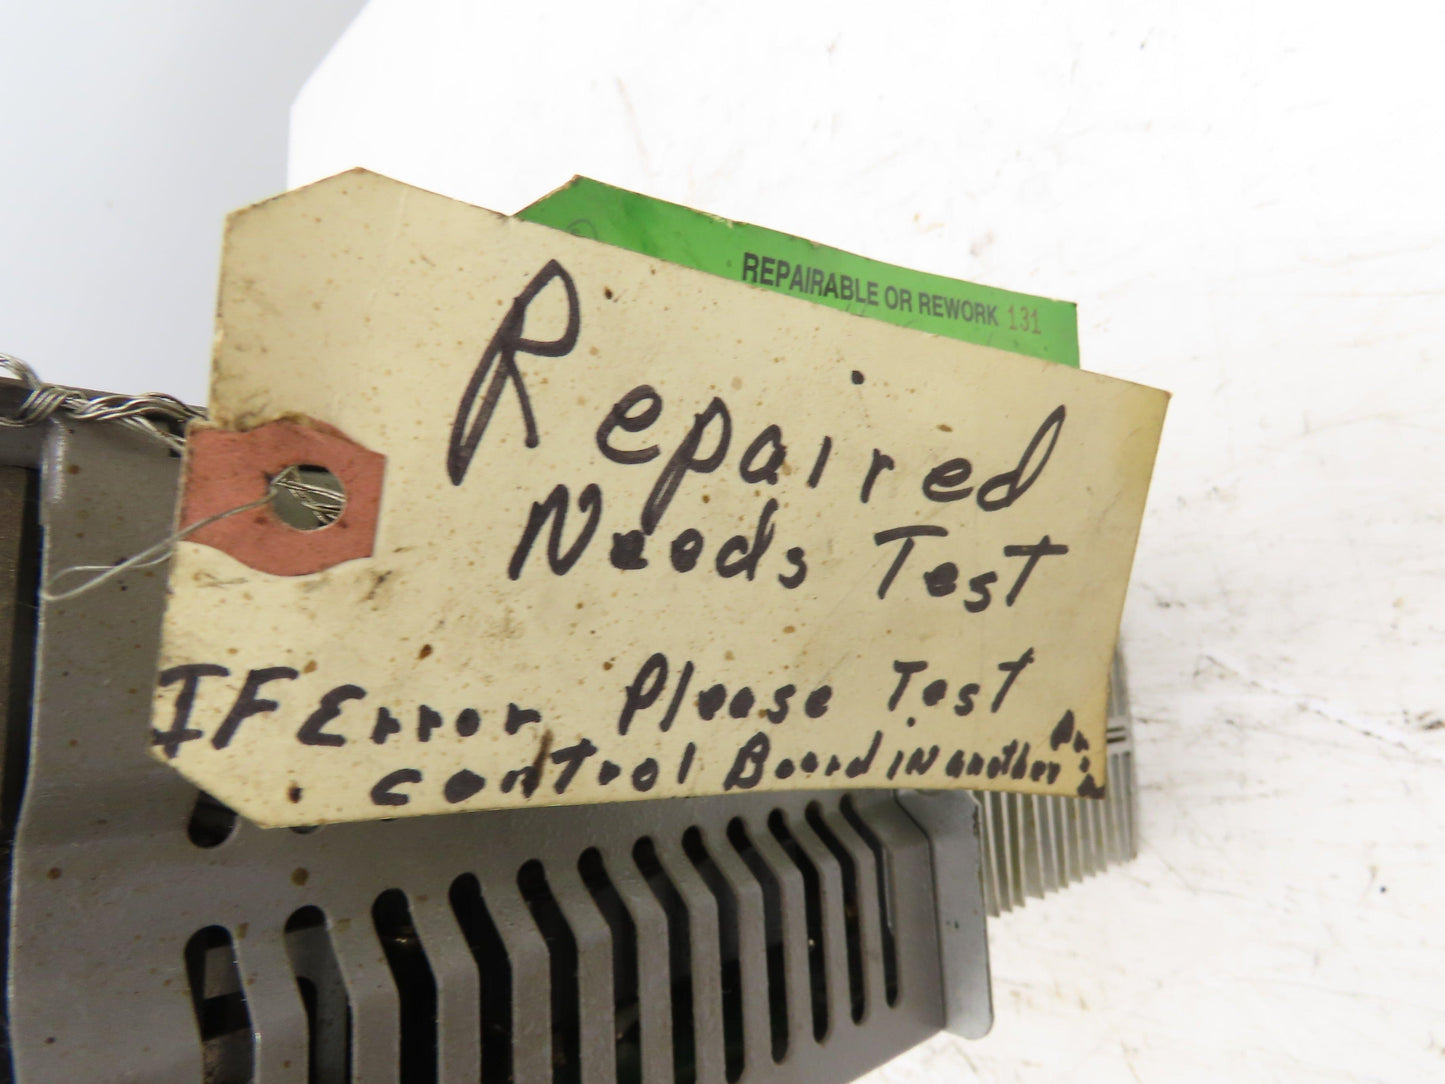 REPAIRABLE OR REWORK 131
Repaired
Needs Test
IF Error Please Test
control Board in another